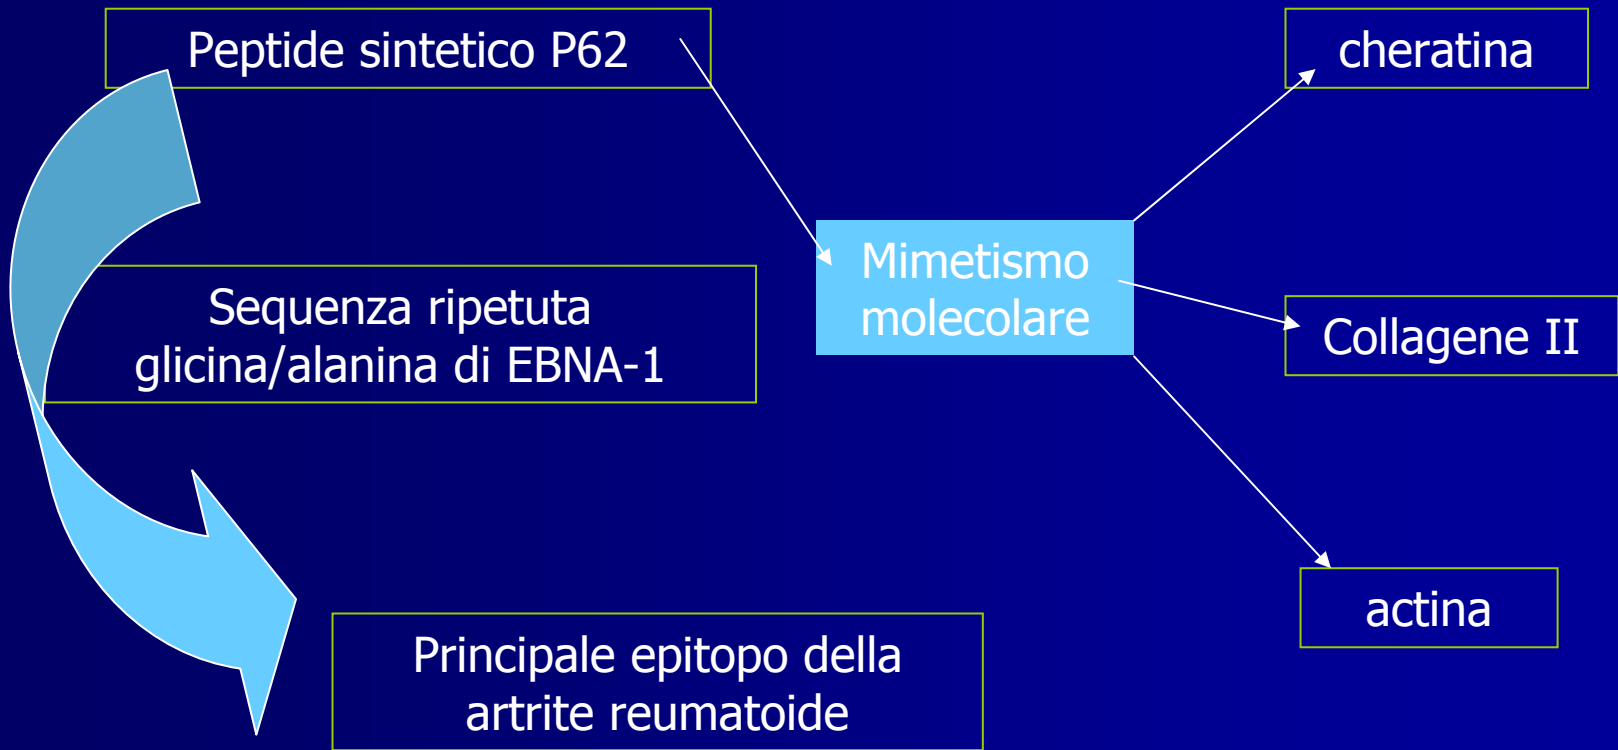 Peptide sintetico P62
cheratina
Mimetismo
molecolare
Sequenza ripetuta
glicina/alanina di EBNA-1
Collagene II
actina
Principale epitopo della
artrite reumatoide